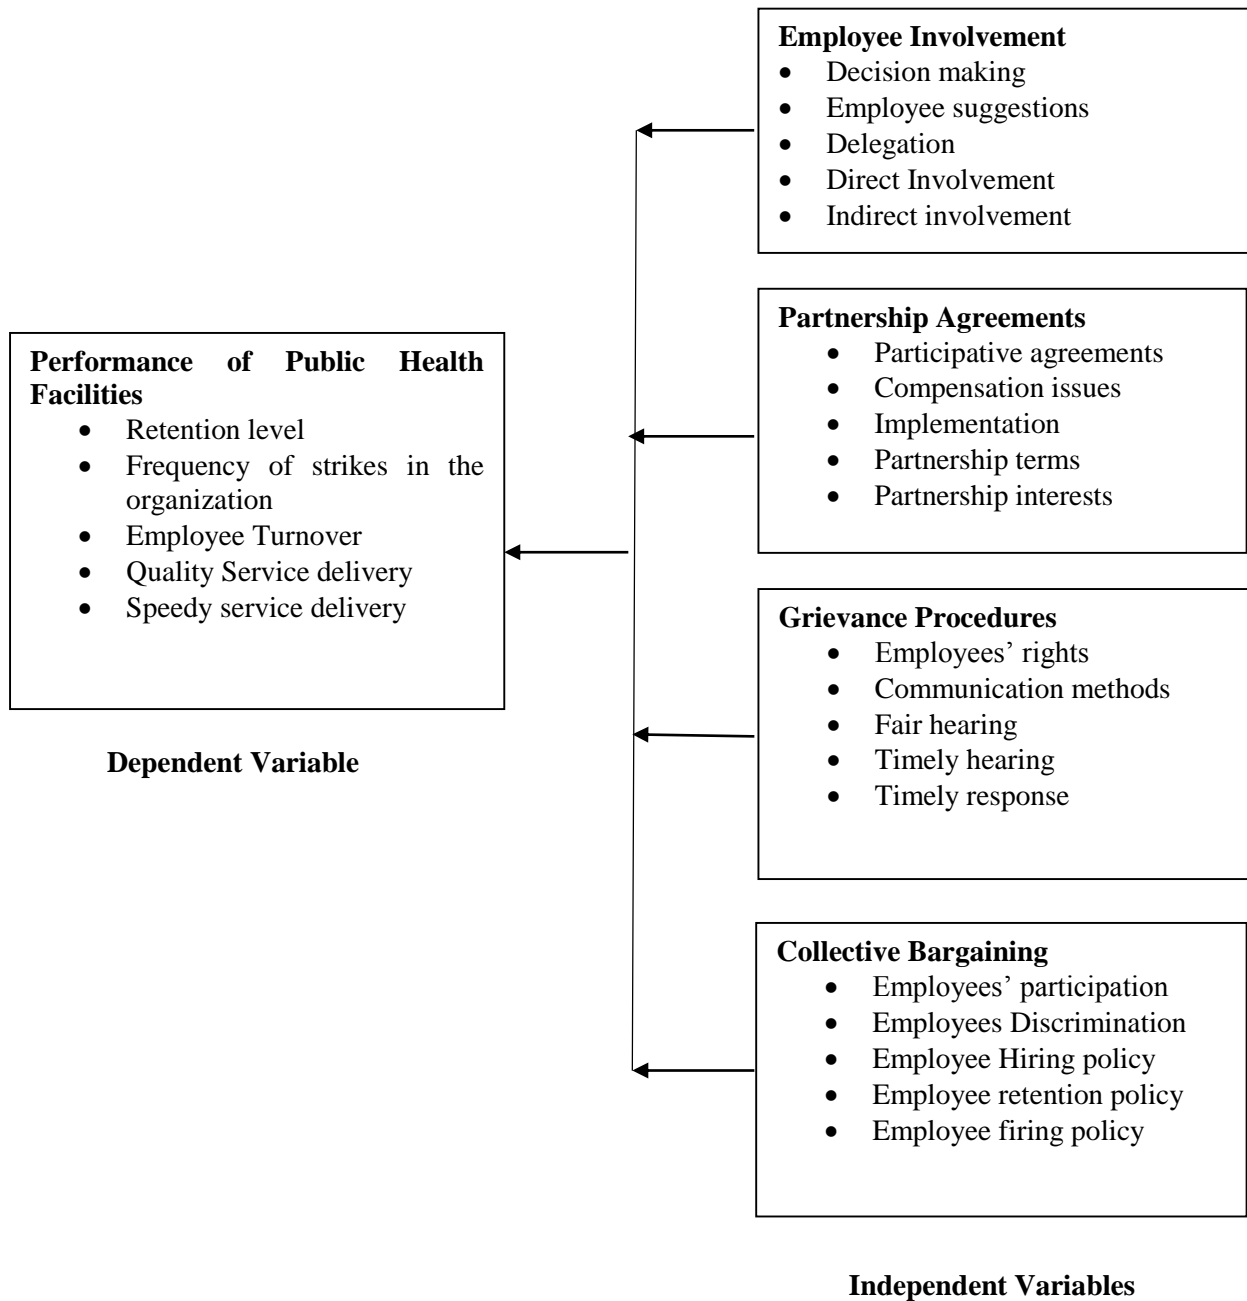 Employee Involvement
• Decision making
• Employee suggestions
• Delegation
• Direct Involvement
• Indirect involvement
Partnership Agreements
• Participative agreements
• Compensation issues
• Implementation
• Partnership terms
• Partnership interests
Performance of Public Health
Facilities
• Retention level
• Frequency of strikes in the
organization
• Employee Turnover
• Quality Service delivery
• Speedy service delivery
Dependent Variable
Grievance Procedures
• Employees’ rights
• Communication methods
• Fair hearing
• Timely hearing
• Timely response
Collective Bargaining
• Employees’ participation
• Employees Discrimination
• Employee Hiring policy
• Employee retention policy
• Employee firing policy
Independent Variables